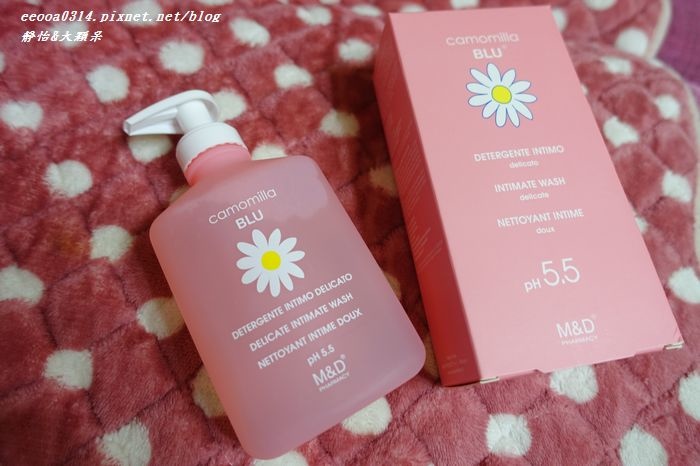 eeooa0314.pixnet.net/blog
靜怡&大顆呆
camomilla
BLU
DETERGENTE INTIMO DELICATO
DELICATE INTIMATE WASH
NETTOYANT INTIME DOUX
pH 5.5
M&D®
PHARMACY
camomilla
BLU®
DETERGENTE INTIMO
delicato
INTIMATE WASH
delicate
NETTOYANT INTIME
doux
pH 5.5
M&D®
PHARMACY